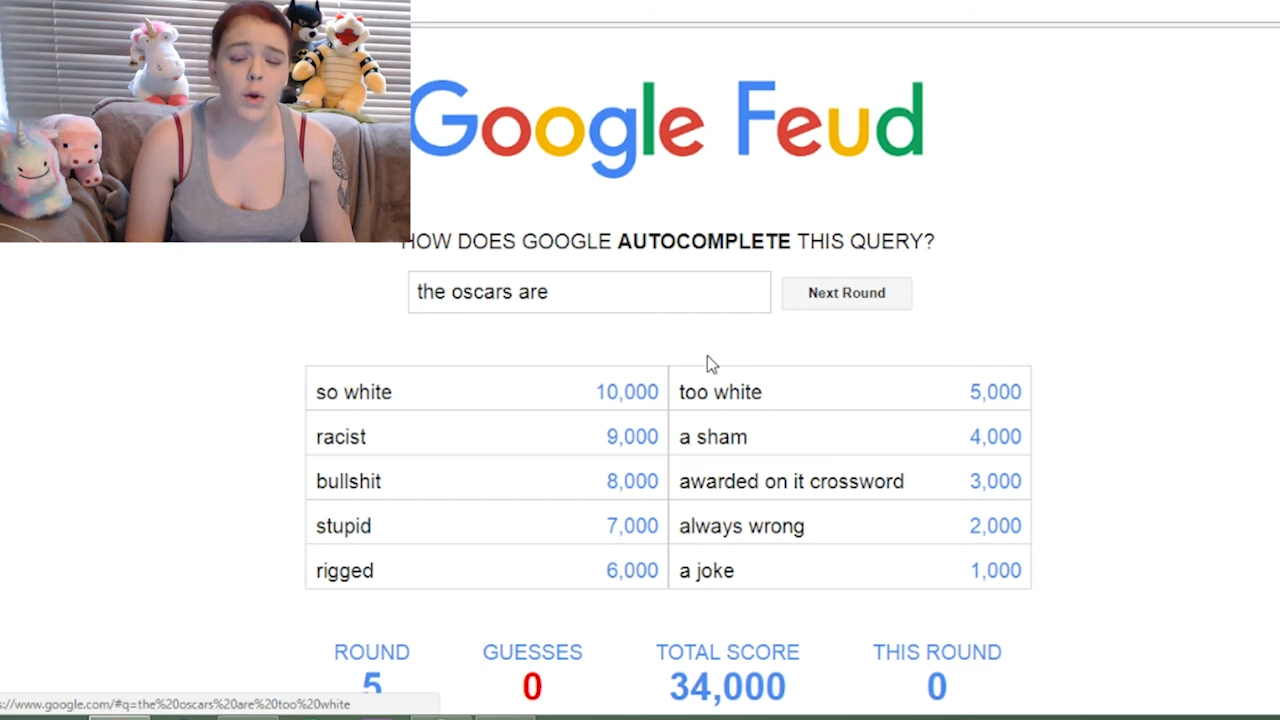 Google Feud
HOW DOES GOOGLE AUTOCOMPLETE THIS QUERY?
the oscars are
Next Round
so white 10,000 too white 5,000
racist 9,000 a sham 4,000
bullshit 8,000 awarded on it crossword 3,000
stupid 7,000 always wrong 2,000
rigged 6,000 a joke 1,000
ROUND GUESSES TOTAL SCORE THIS ROUND
5 0 34,000 0
s://www.google.com/#q=the%20oscars%20are%20too%20white